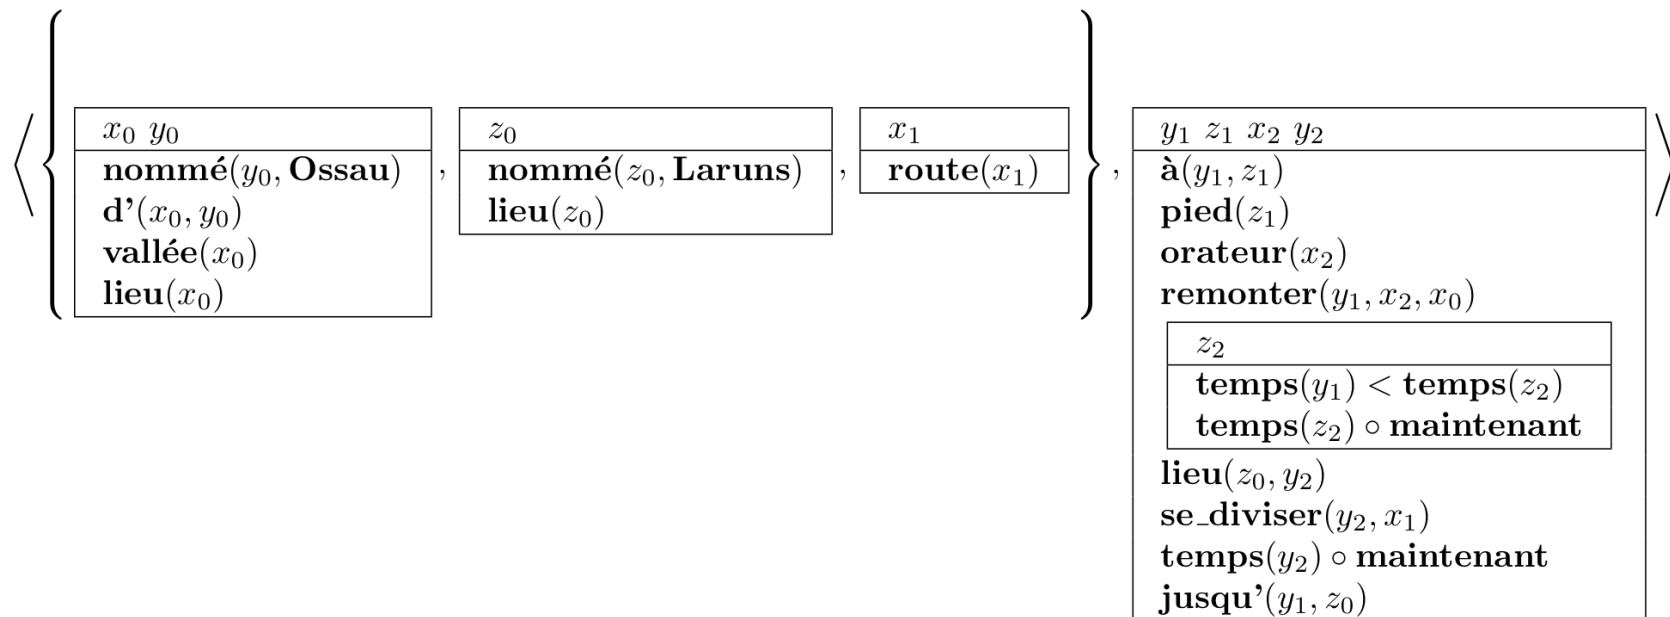 x₀ y₀
nommé(y₀, Ossau)
d’(x₀, y₀)
vallée(x₀)
lieu(x₀)
,
z₀
nommé(z₀, Laruns)
lieu(z₀)
,
x₁
route(x₁)
,
y₁ z₁ x₂ y₂
à(y₁, z₁)
pied(z₁)
orateur(x₂)
remonter(y₁, x₂, x₀)
z₂
temps(y₁) < temps(z₂)
temps(z₂) ∘ maintenant
lieu(z₀, y₂)
se_diviser(y₂, x₁)
temps(y₂) ∘ maintenant
jusqu’(y₁, z₀)